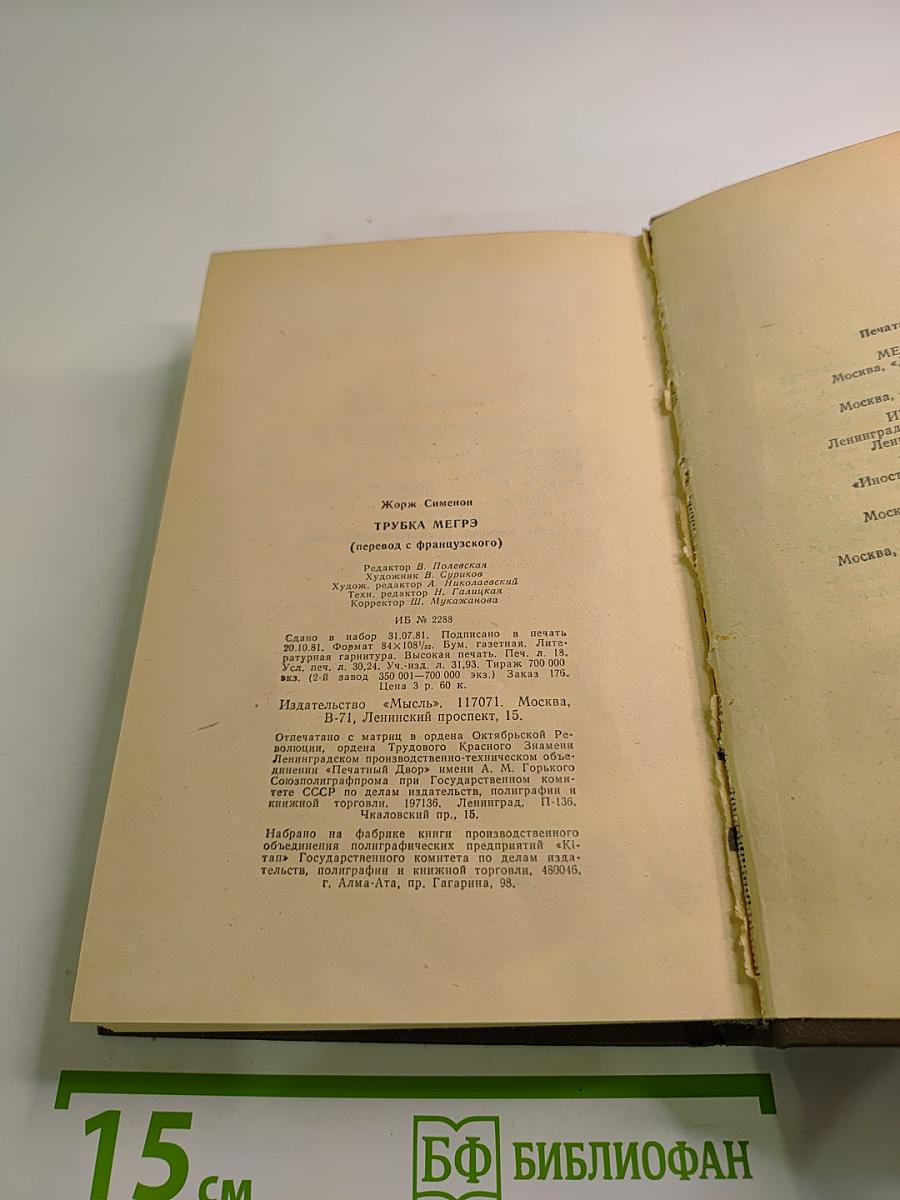 Жорж Сименон
ТРУБКА МЕГРЭ
(перевод с французского)
Редактор В. Полевская
Художник В. Суриков
Худож. редактор А. Николаевский
Техн. редактор Н. Галицкая
Корректор Ш. Мукажанова
ИБ № 2288
Сдано в набор 31.07.81. Подписано в печать
20.10.81. Формат 84×108¹/₃₂. Бум. газетная. Лите-
ратурная гарнитура. Высокая печать. Печ. л. 18.
Усл. печ. л. 30,24. Уч.-изд. л. 31,93. Тираж 700 000
экз. (2-й завод 350 001—700 000 экз.) Заказ 176.
Цена 3 р. 60 к.
Издательство «Мысль». 117071. Москва,
В-71, Ленинский проспект, 15.
Отпечатано с матриц в ордена Октябрьской Ре-
волюции, ордена Трудового Красного Знамени
Ленинградском производственно-техническом объе-
динении «Печатный Двор» имени А. М. Горького
Союзполиграфпрома при Государственном коми-
тете СССР по делам издательств, полиграфии и
книжной торговли. 197136, Ленинград, П-136,
Чкаловский пр., 15.
Набрано на фабрике книги производственного
объединения полиграфических предприятий «Кі-
тап» Государственного комитета по делам изда-
тельств, полиграфии и книжной торговли, 480046,
г. Алма-Ата, пр. Гагарина, 98.
Печата
МЕ
Москва, «
Москва,
И
Ленинград
Лен
«Иност
Моск
Москва,
15 см
БФ БИБЛИОФАН